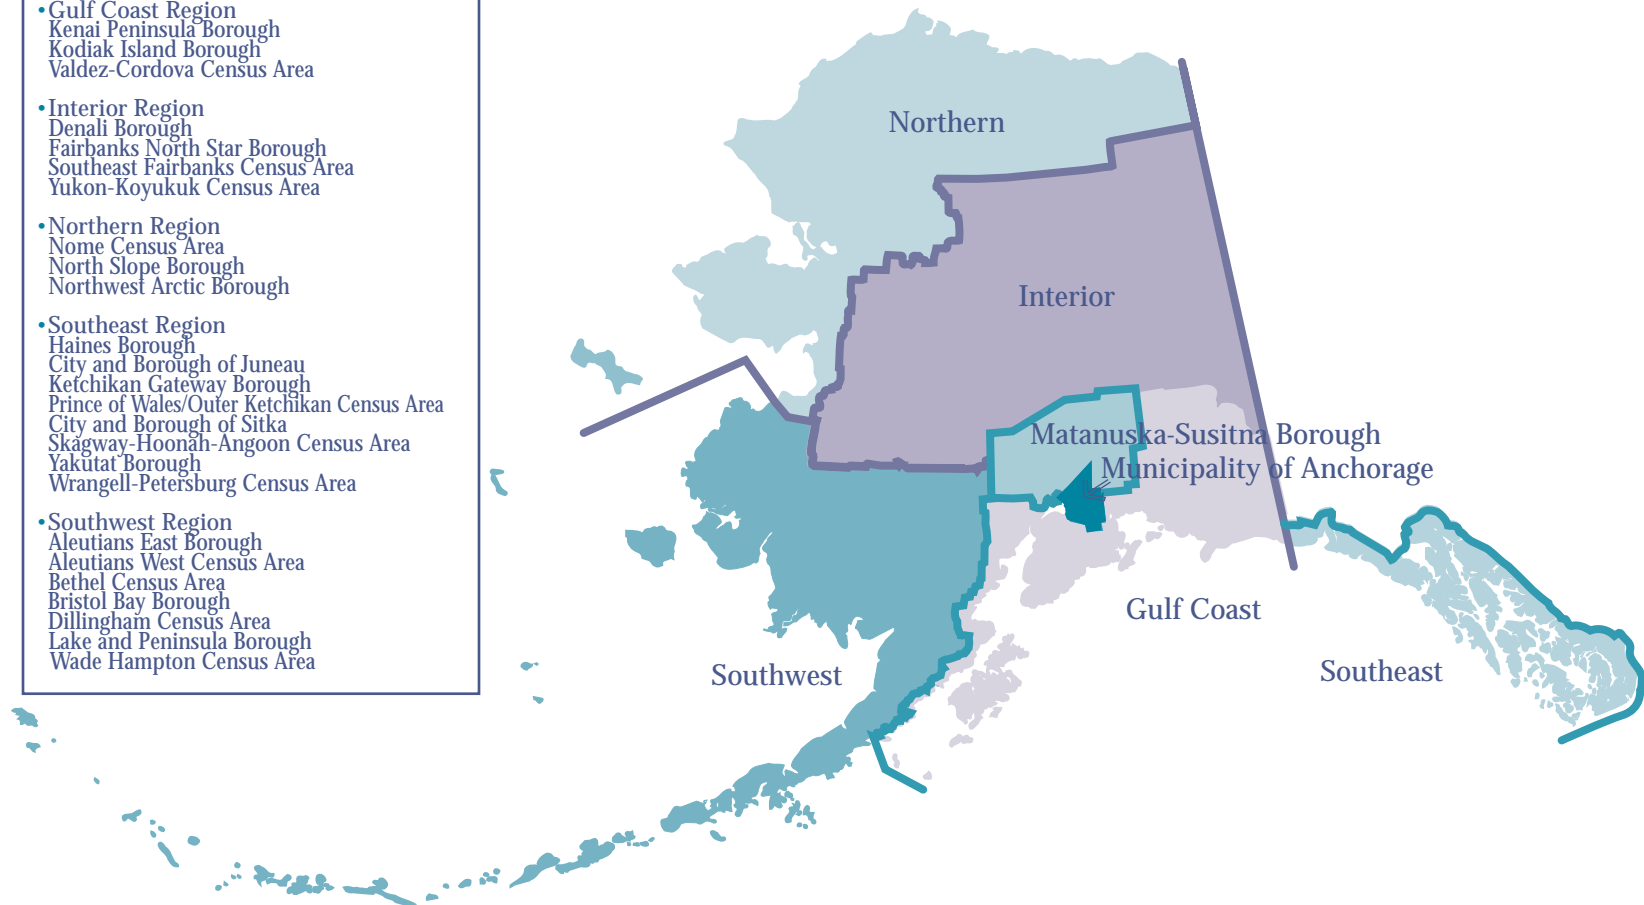 •Gulf Coast Region
Kenai Peninsula Borough
Kodiak Island Borough
Valdez-Cordova Census Area
•Interior Region
Denali Borough
Fairbanks North Star Borough
Southeast Fairbanks Census Area
Yukon-Koyukuk Census Area
•Northern Region
Nome Census Area
North Slope Borough
Northwest Arctic Borough
•Southeast Region
Haines Borough
City and Borough of Juneau
Ketchikan Gateway Borough
Prince of Wales/Outer Ketchikan Census Area
City and Borough of Sitka
Skagway-Hoonah-Angoon Census Area
Yakutat Borough
Wrangell-Petersburg Census Area
•Southwest Region
Aleutians East Borough
Aleutians West Census Area
Bethel Census Area
Bristol Bay Borough
Dillingham Census Area
Lake and Peninsula Borough
Wade Hampton Census Area
Northern
Interior
Matanuska-Susitna Borough
Municipality of Anchorage
Gulf Coast
Southwest
Southeast